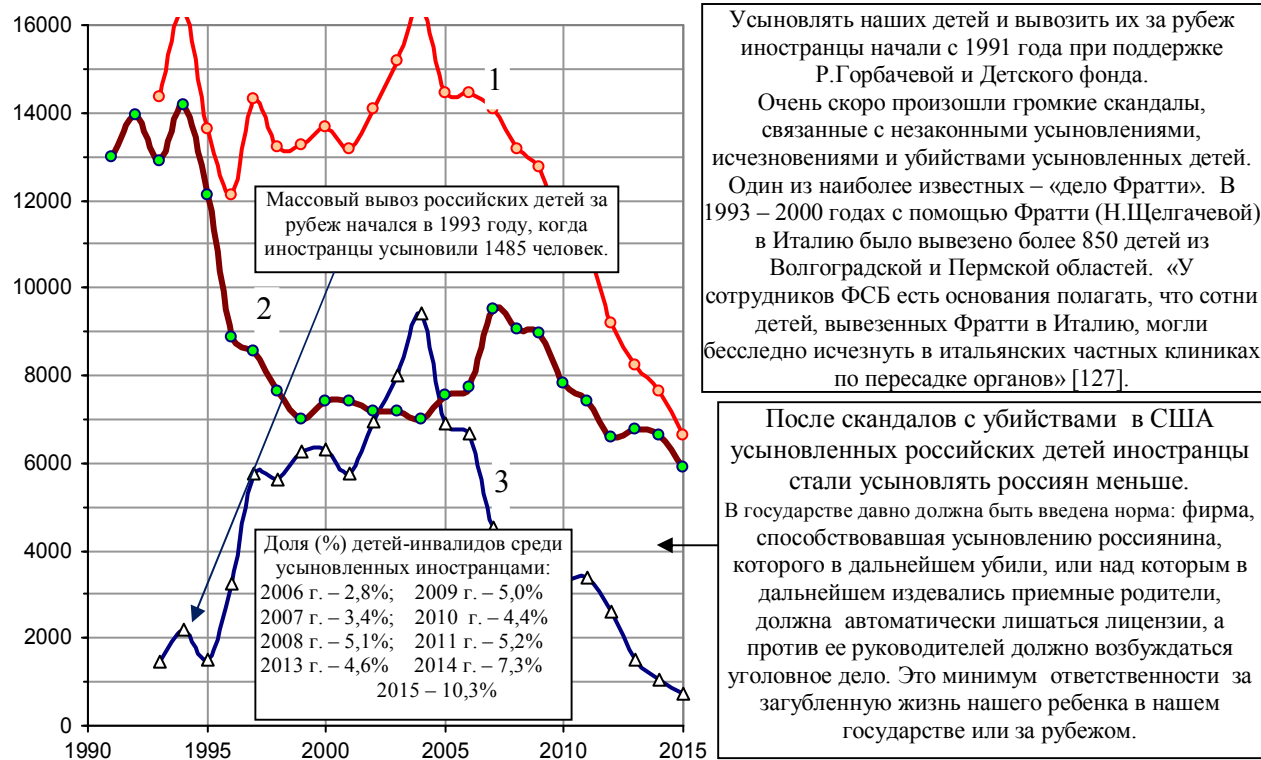 16000
14000
12000
10000
8000
6000
4000
2000
0
1990
1995
2000
2005
2010
2015
1
2
3
Массовый вывоз российских детей за
рубеж начался в 1993 году, когда
иностранцы усыновили 1485 человек.
Доля (%) детей-инвалидов среди
усыновленных иностранцами:
2006 г. – 2,8%; 2009 г. – 5,0%
2007 г. – 3,4%; 2010 г. – 4,4%
2008 г. – 5,1%; 2011 г. – 5,2%
2013 г. – 4,6% 2014 г. – 7,3%
2015 – 10,3%
Усыновлять наших детей и вывозить их за рубеж
иностранцы начали с 1991 года при поддержке
Р.Горбачевой и Детского фонда.
Очень скоро произошли громкие скандалы,
связанные с незаконными усыновлениями,
исчезновениями и убийствами усыновленных детей.
Один из наиболее известных – «дело Фратти». В
1993 – 2000 годах с помощью Фратти (Н.Щелгачевой)
в Италию было вывезено более 850 детей из
Волгоградской и Пермской областей. «У
сотрудников ФСБ есть основания полагать, что сотни
детей, вывезенных Фратти в Италию, могли
бесследно исчезнуть в итальянских частных клиниках
по пересадке органов» [127].
После скандалов с убийствами в США
усыновленных российских детей иностранцы
стали усыновлять россиян меньше.
В государстве давно должна быть введена норма: фирма,
способствовавшая усыновлению россиянина,
которого в дальнейшем убили, или над которым в
дальнейшем издевались приемные родители,
должна автоматически лишаться лицензии, а
против ее руководителей должно возбуждаться
уголовное дело. Это минимум ответственности за
загубленную жизнь нашего ребенка в нашем
государстве или за рубежом.